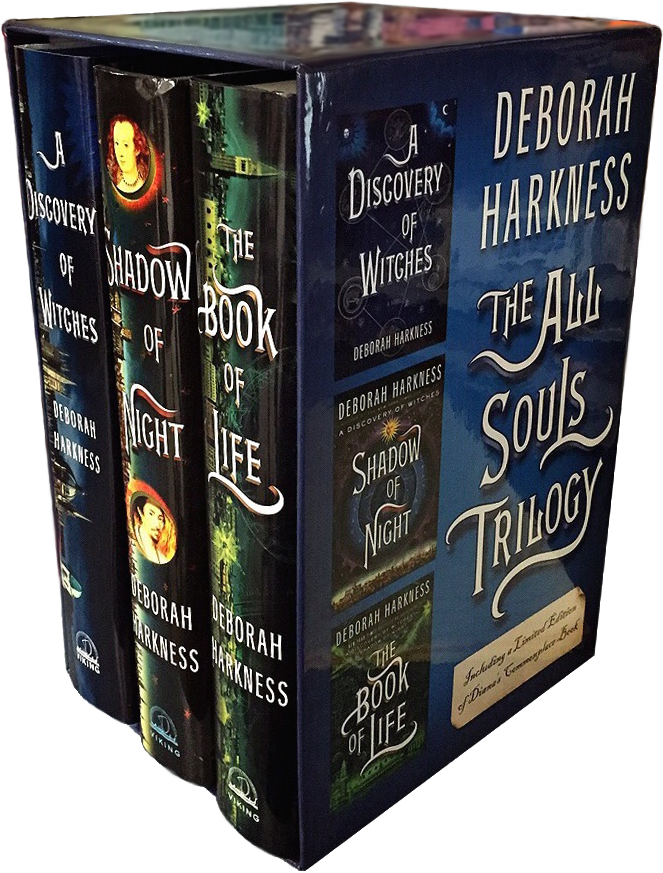 A
DISCOVERY
OF
WITCHES
DEBORAH
HARKNESS
VIKING
SHADOW
OF
NIGHT
DEBORAH
HARKNESS
VIKING
THE
BOOK
OF
LIFE
DEBORAH
HARKNESS
VIKING
A
DISCOVERY
OF
WITCHES
DEBORAH HARKNESS
DEBORAH HARKNESS
A DISCOVERY OF WITCHES
SHADOW
OF
NIGHT
DEBORAH HARKNESS
THE
BOOK
OF LIFE
DEBORAH
HARKNESS
THE ALL
SOULS
TRILOGY
Including a Limited Edition
of Diana's Commonplace Book